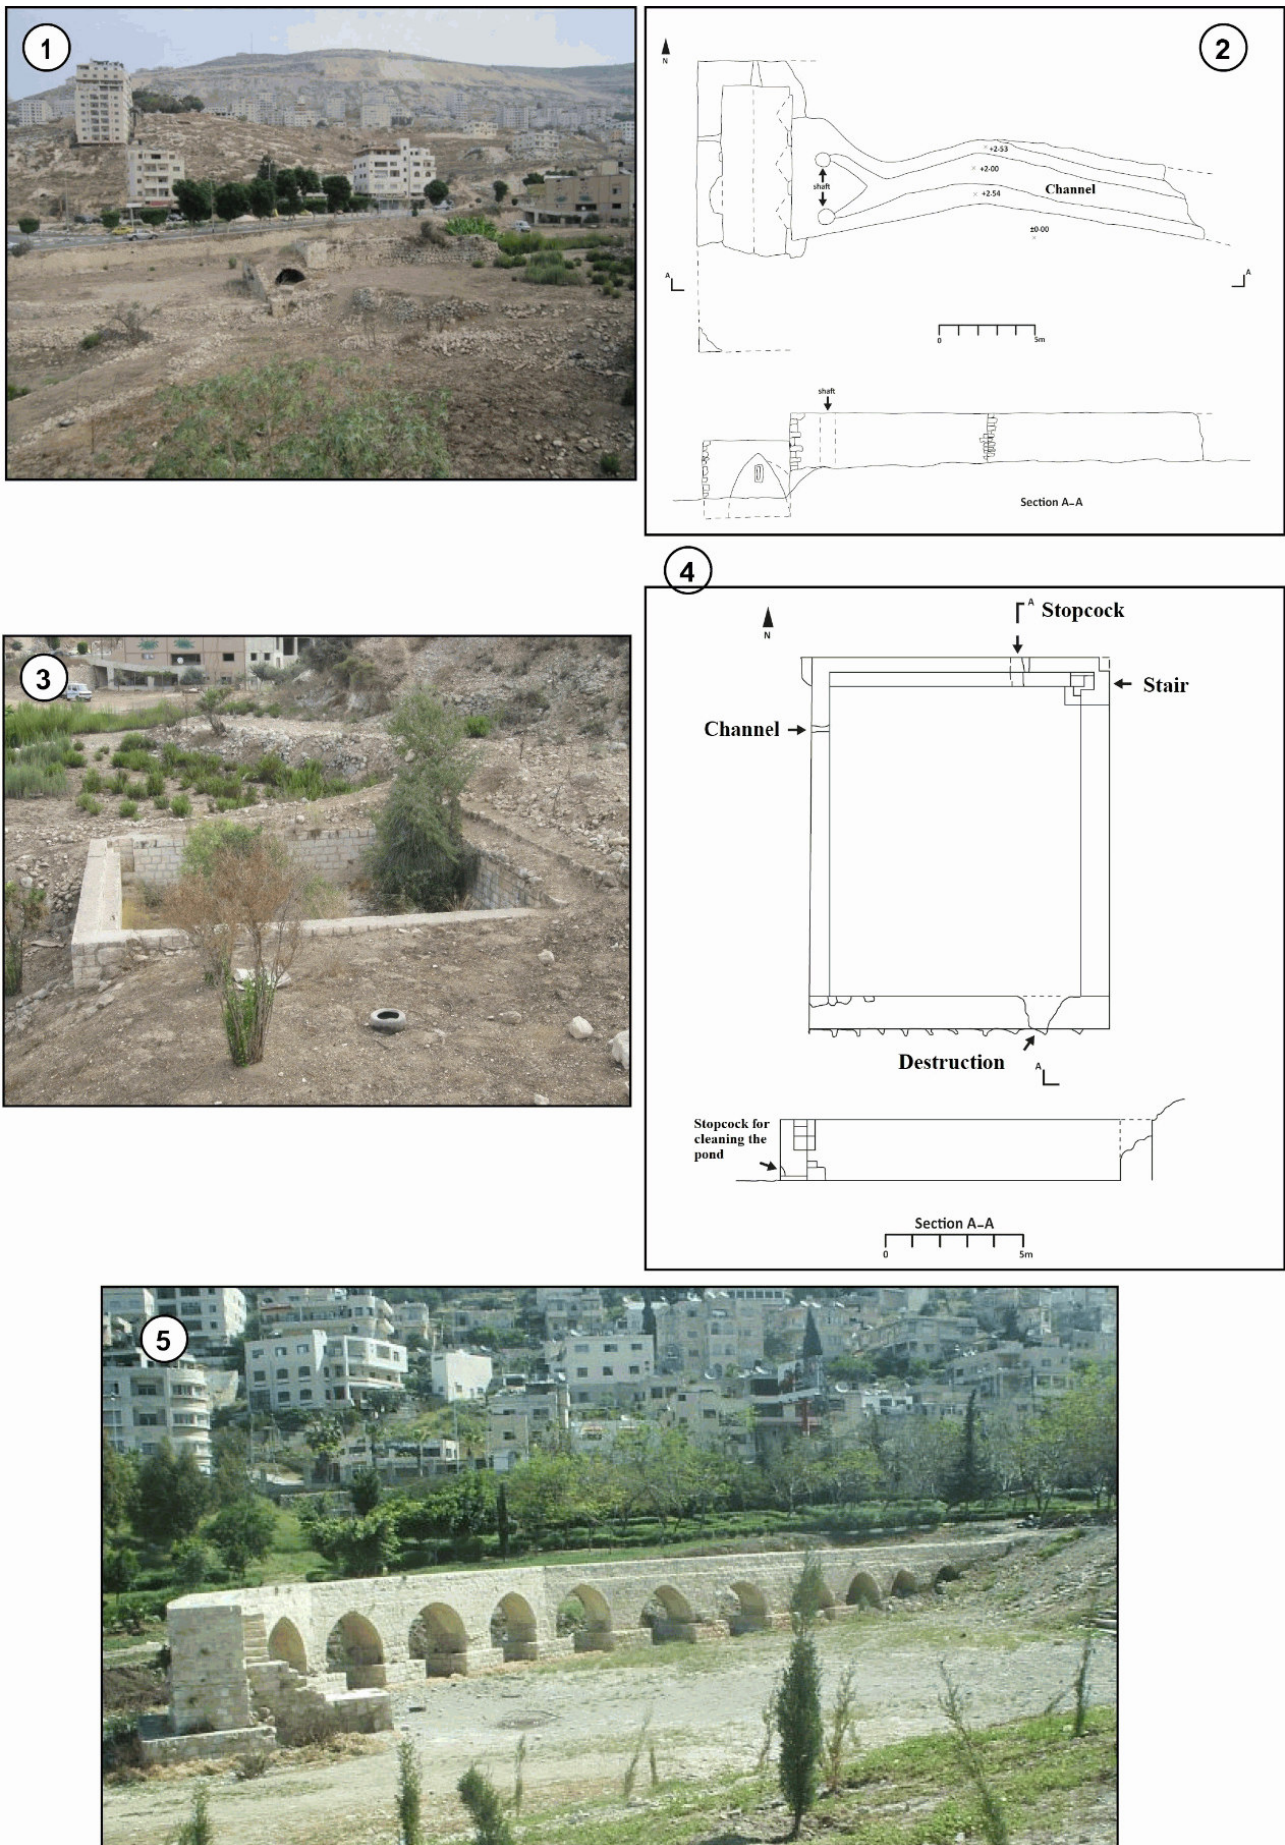 1
2
N
+2-53
+2-00
shaft
Channel
+2-54
±0-00
A
A
0
5m
shaft
Section A-A
3
4
N
A
Stopcock
Stair
Channel
Destruction
A
Stopcock for
cleaning the
pond
Section A-A
0
5m
5